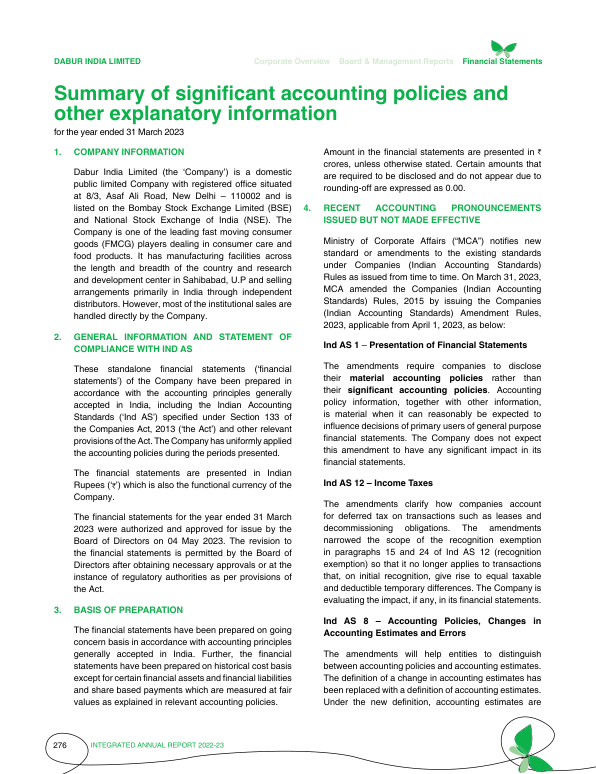 DABUR INDIA LIMITED
Corporate Overview Board & Management Reports Financial Statements
Summary of significant accounting policies and
other explanatory information
for the year ended 31 March 2023
1. COMPANY INFORMATION
Dabur India Limited (the ‘Company’) is a domestic
public limited Company with registered office situated
at 8/3, Asaf Ali Road, New Delhi – 110002 and is
listed on the Bombay Stock Exchange Limited (BSE)
and National Stock Exchange of India (NSE). The
Company is one of the leading fast moving consumer
goods (FMCG) players dealing in consumer care and
food products. It has manufacturing facilities across
the length and breadth of the country and research
and development center in Sahibabad, U.P and selling
arrangements primarily in India through independent
distributors. However, most of the institutional sales are
handled directly by the Company.
2. GENERAL INFORMATION AND STATEMENT OF
COMPLIANCE WITH IND AS
These standalone financial statements (‘financial
statements’) of the Company have been prepared in
accordance with the accounting principles generally
accepted in India, including the Indian Accounting
Standards (‘Ind AS’) specified under Section 133 of
the Companies Act, 2013 (‘the Act’) and other relevant
provisions of the Act. The Company has uniformly applied
the accounting policies during the periods presented.
The financial statements are presented in Indian
Rupees (‘₹’) which is also the functional currency of the
Company.
The financial statements for the year ended 31 March
2023 were authorized and approved for issue by the
Board of Directors on 04 May 2023. The revision to
the financial statements is permitted by the Board of
Directors after obtaining necessary approvals or at the
instance of regulatory authorities as per provisions of
the Act.
3. BASIS OF PREPARATION
The financial statements have been prepared on going
concern basis in accordance with accounting principles
generally accepted in India. Further, the financial
statements have been prepared on historical cost basis
except for certain financial assets and financial liabilities
and share based payments which are measured at fair
values as explained in relevant accounting policies.
Amount in the financial statements are presented in ₹
crores, unless otherwise stated. Certain amounts that
are required to be disclosed and do not appear due to
rounding-off are expressed as 0.00.
4. RECENT ACCOUNTING PRONOUNCEMENTS
ISSUED BUT NOT MADE EFFECTIVE
Ministry of Corporate Affairs (“MCA”) notifies new
standard or amendments to the existing standards
under Companies (Indian Accounting Standards)
Rules as issued from time to time. On March 31, 2023,
MCA amended the Companies (Indian Accounting
Standards) Rules, 2015 by issuing the Companies
(Indian Accounting Standards) Amendment Rules,
2023, applicable from April 1, 2023, as below:
Ind AS 1 – Presentation of Financial Statements
The amendments require companies to disclose
their material accounting policies rather than
their significant accounting policies. Accounting
policy information, together with other information,
is material when it can reasonably be expected to
influence decisions of primary users of general purpose
financial statements. The Company does not expect
this amendment to have any significant impact in its
financial statements.
Ind AS 12 – Income Taxes
The amendments clarify how companies account
for deferred tax on transactions such as leases and
decommissioning obligations. The amendments
narrowed the scope of the recognition exemption
in paragraphs 15 and 24 of Ind AS 12 (recognition
exemption) so that it no longer applies to transactions
that, on initial recognition, give rise to equal taxable
and deductible temporary differences. The Company is
evaluating the impact, if any, in its financial statements.
Ind AS 8 – Accounting Policies, Changes in
Accounting Estimates and Errors
The amendments will help entities to distinguish
between accounting policies and accounting estimates.
The definition of a change in accounting estimates has
been replaced with a definition of accounting estimates.
Under the new definition, accounting estimates are
276 INTEGRATED ANNUAL REPORT 2022-23